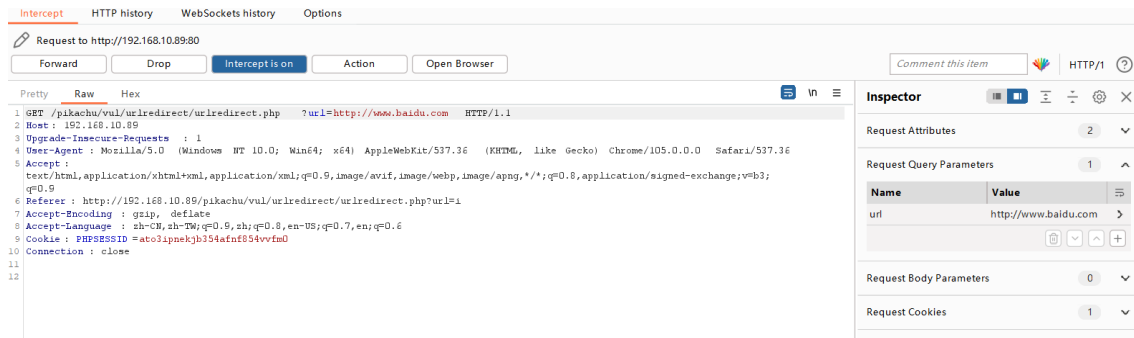 Intercept HTTP history WebSockets history Options
Request to http://192.168.10.89:80
Forward Drop Intercept is on Action Open Browser Comment this item HTTP/1
Pretty Raw Hex \n
Inspector
1 GET /pikachu/vul/urlredirect/urlredirect.php ?url=http://www.baidu.com HTTP/1.1
2 Host: 192.168.10.89
3 Upgrade-Insecure-Requests : 1
4 User-Agent : Mozilla/5.0 (Windows NT 10.0; Win64; x64) AppleWebKit/537.36 (KHTML, like Gecko) Chrome/105.0.0.0 Safari/537.36
5 Accept :
text/html,application/xhtml+xml,application/xml;q=0.9,image/avif,image/webp,image/apng,*/*;q=0.8,application/signed-exchange;v=b3;
q=0.9
6 Referer : http://192.168.10.89/pikachu/vul/urlredirect/urlredirect.php?url=i
7 Accept-Encoding : gzip, deflate
8 Accept-Language : zh-CN,zh-TW;q=0.9,zh;q=0.8,en-US;q=0.7,en;q=0.6
9 Cookie : PHPSESSID =ato3ipnekjb354afnf854vvfm0
10 Connection : close
11
12
Request Attributes 2
Request Query Parameters 1
Name Value
url http://www.baidu.com
Request Body Parameters 0
Request Cookies 1